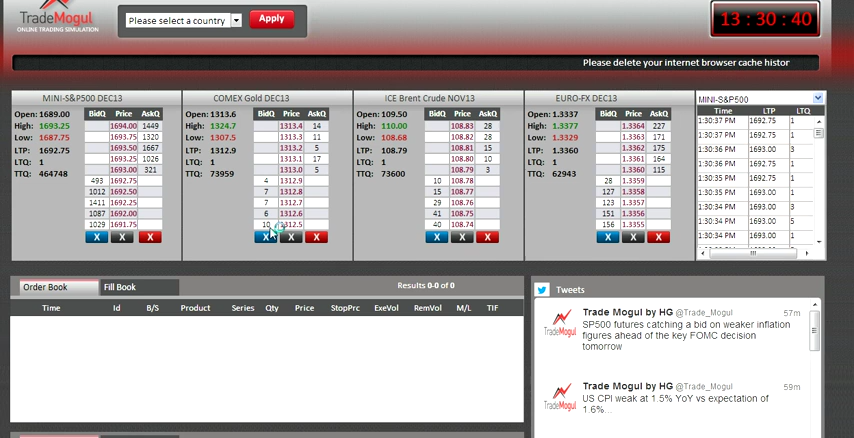 TradeMogul
ONLINE TRADING SIMULATION
Please select a country
Apply
13 : 30 : 40
Please delete your internet browser cache histor
MINI-S&P500 DEC13
Open: 1689.00
High: 1693.25
Low: 1687.75
LTP: 1692.75
LTQ: 1
TTQ: 464748
BidQ Price AskQ
1694.00 1449
1693.75 1320
1693.50 1667
1693.25 1026
1693.00 321
493 1692.75
1012 1692.50
1411 1692.25
1087 1692.00
1029 1691.75
X X X
COMEX Gold DEC13
Open: 1313.6
High: 1324.7
Low: 1307.5
LTP: 1312.9
LTQ: 1
TTQ: 73959
BidQ Price AskQ
1313.4 14
1313.3 11
1313.2 5
1313.1 17
1313.0 5
4 1312.9
7 1312.8
7 1312.7
6 1312.6
10 1312.5
X X X
ICE Brent Crude NOV13
Open: 109.50
High: 110.00
Low: 108.68
LTP: 108.79
LTQ: 1
TTQ: 73600
BidQ Price AskQ
108.83 28
108.82 28
108.81 15
108.80 10
108.79 3
10 108.78
15 108.77
29 108.76
41 108.75
40 108.74
X X X
EURO-FX DEC13
Open: 1.3337
High: 1.3377
Low: 1.3329
LTP: 1.3360
LTQ: 1
TTQ: 62943
BidQ Price AskQ
1.3364 227
1.3363 171
1.3362 175
1.3361 164
1.3360 115
28 1.3359
127 1.3358
123 1.3357
151 1.3356
156 1.3355
X X X
MINI-S&P500
Time LTP LTQ
1:30:37 PM 1692.75 1
1:30:37 PM 1692.75 1
1:30:36 PM 1693.00 3
1:30:35 PM 1692.75 1
1:30:35 PM 1692.75 1
1:30:34 PM 1693.00 3
1:30:34 PM 1693.00 5
1:30:34 PM 1693.00 1
Order Book
Fill Book
Results 0-0 of 0
Time Id B/S Product Series Qty Price StopPrc ExeVol RemVol M/L TIF
Tweets
Trade Mogul by HG @Trade_Mogul 57m
SP500 futures catching a bid on weaker inflation
figures ahead of the key FOMC decision
tomorrow
TradeMogul
Trade Mogul by HG @Trade_Mogul 59m
US CPI weak at 1.5% YoY vs expectation of
1.6%...
TradeMogul